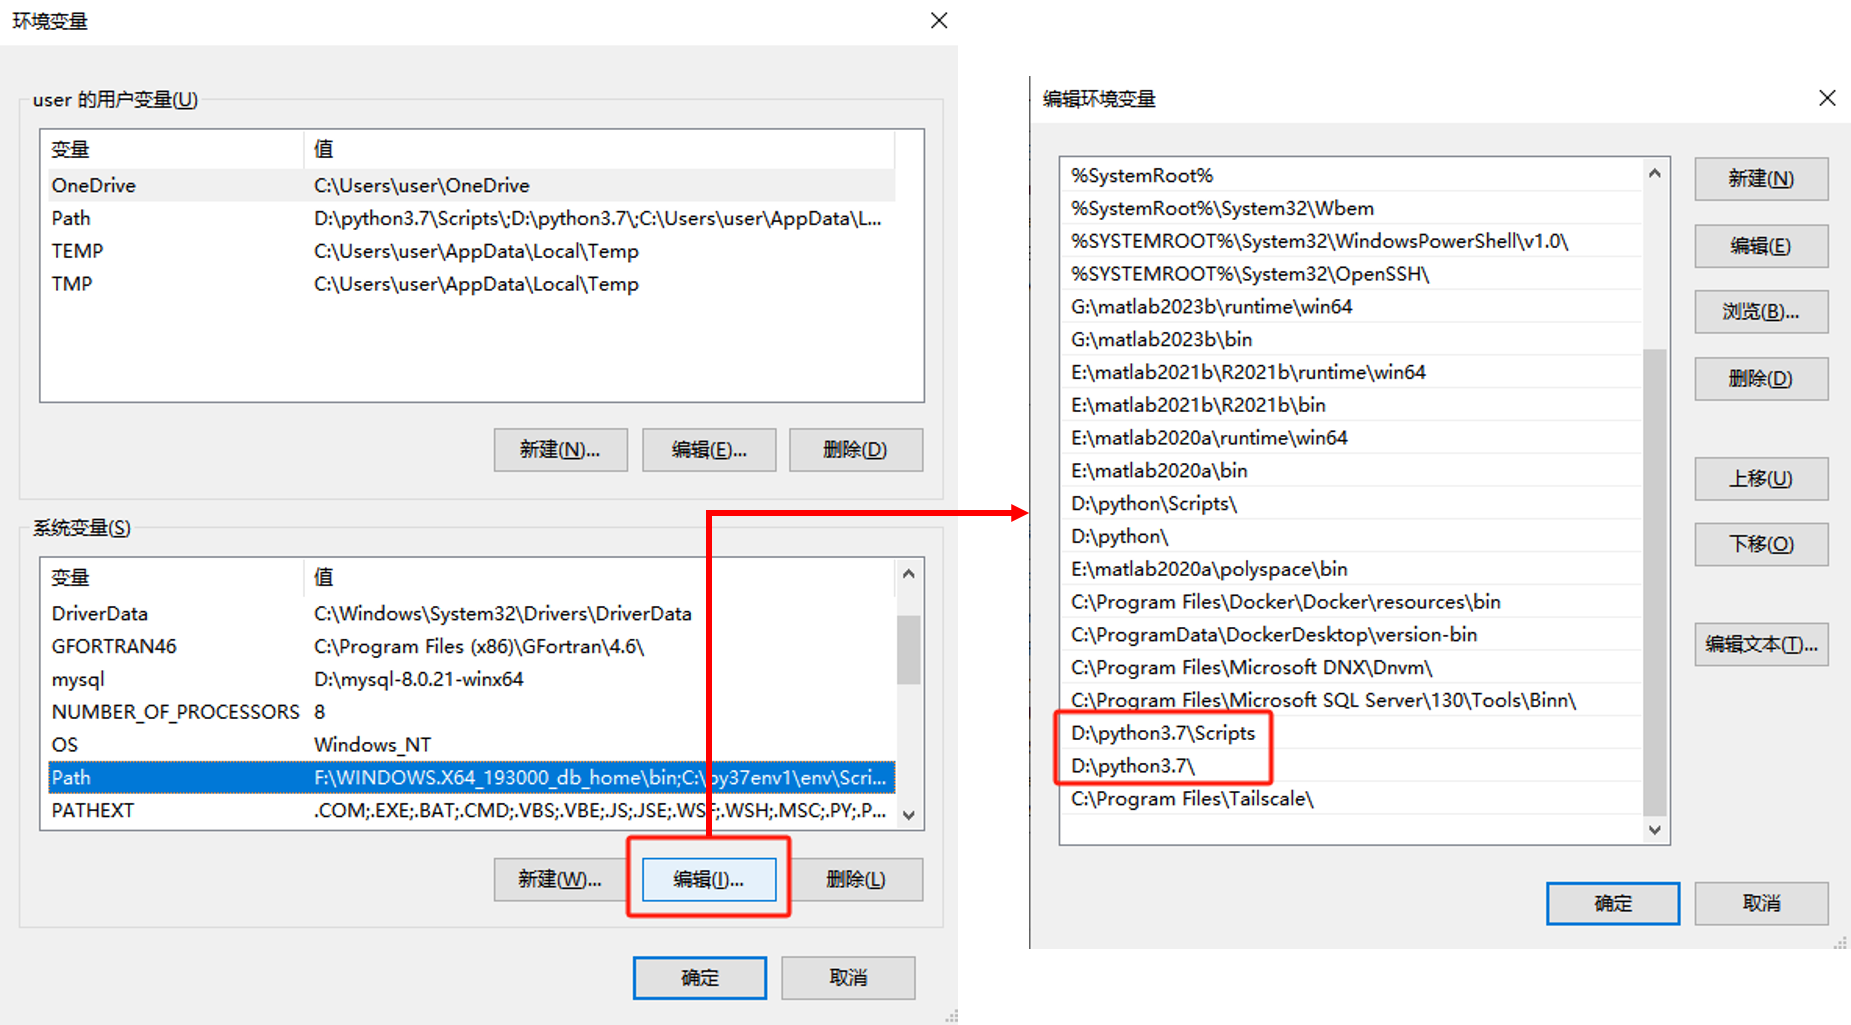 环境变量
user 的用户变量(U)
变量 值
OneDrive C:\Users\user\OneDrive
Path D:\python3.7\Scripts\;D:\python3.7\;C:\Users\user\AppData\L...
TEMP C:\Users\user\AppData\Local\Temp
TMP C:\Users\user\AppData\Local\Temp
新建(N)... 编辑(E)... 删除(D)
系统变量(S)
变量 值
DriverData C:\Windows\System32\Drivers\DriverData
GFORTRAN46 C:\Program Files (x86)\GFortran\4.6\
mysql D:\mysql-8.0.21-winx64
NUMBER_OF_PROCESSORS 8
OS Windows_NT
Path F:\WINDOWS.X64_193000_db_home\bin;C:\py37env1\env\Scri...
PATHEXT .COM;.EXE;.BAT;.CMD;.VBS;.VBE;.JS;.JSE;.WSF;.WSH;.MSC;.PY;.P...
新建(W)... 编辑(I)... 删除(L)
确定 取消
编辑环境变量
%SystemRoot%
%SystemRoot%\System32\Wbem
%SYSTEMROOT%\System32\WindowsPowerShell\v1.0\
%SYSTEMROOT%\System32\OpenSSH\
G:\matlab2023b\runtime\win64
G:\matlab2023b\bin
E:\matlab2021b\R2021b\runtime\win64
E:\matlab2021b\R2021b\bin
E:\matlab2020a\runtime\win64
E:\matlab2020a\bin
D:\python\Scripts\
D:\python\
E:\matlab2020a\polyspace\bin
C:\Program Files\Docker\Docker\resources\bin
C:\ProgramData\DockerDesktop\version-bin
C:\Program Files\Microsoft DNX\Dnvm\
C:\Program Files\Microsoft SQL Server\130\Tools\Binn\
D:\python3.7\Scripts
D:\python3.7\
C:\Program Files\Tailscale\
新建(N)
编辑(E)
浏览(B)...
删除(D)
上移(U)
下移(O)
编辑文本(T)...
确定 取消